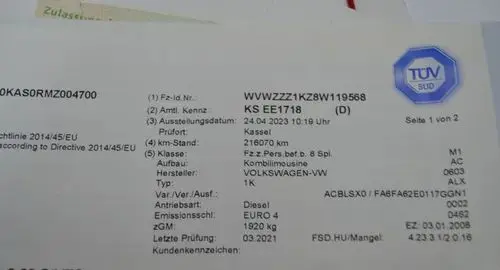 Zulassung
0KAS0RMZ004700
(1) Fz-Id.Nr.: WVWZZZ1KZ8W119568
(2) Amtl. Kennz: KS EE1718 (D)
(3) Ausstellungsdatum: 24.04.2023 10:19 Uhr
Seite 1 von 2
Prüfort: Kassel
chtlinie 2014/45/EU
according to Directive 2014/45/EU
(4) km-Stand: 216070 km
(5) Klasse: Fz.z.Pers.bef.b. 8 Spl. M1
Aufbau: Kombilimousine AC
Hersteller: VOLKSWAGEN-VW 0603
Typ: 1K ALX
Var./Ver./Ausf.: ACBLSX0 / FA6FA62E0117GGN1
Antriebsart: Diesel 0002
Emissionsschl: EURO 4 0462
zGM: 1920 kg EZ: 03.01.2008
Letzte Prüfung: 03.2021 FSD.HU/Mangel: 4.23.3.1/2.0.16
Kundenkennzeichen:
TÜV
SÜD